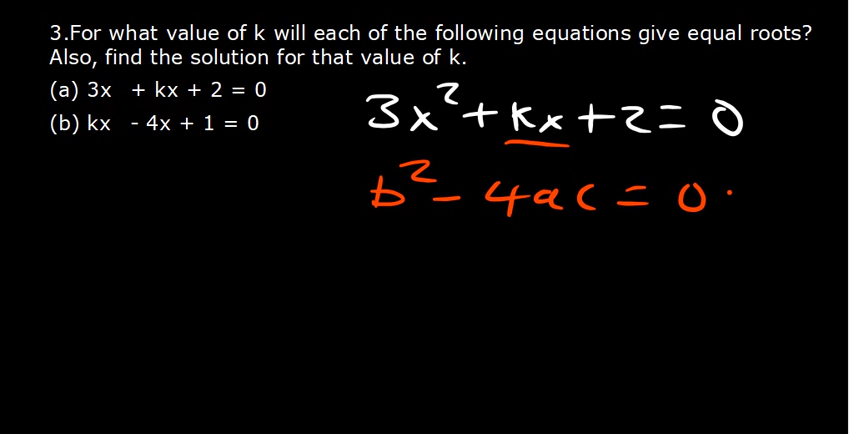 3.For what value of k will each of the following equations give equal roots?
Also, find the solution for that value of k.
(a) 3x + kx + 2 = 0
(b) kx - 4x + 1 = 0
3x² + kx + 2 = 0
b² - 4ac = 0.